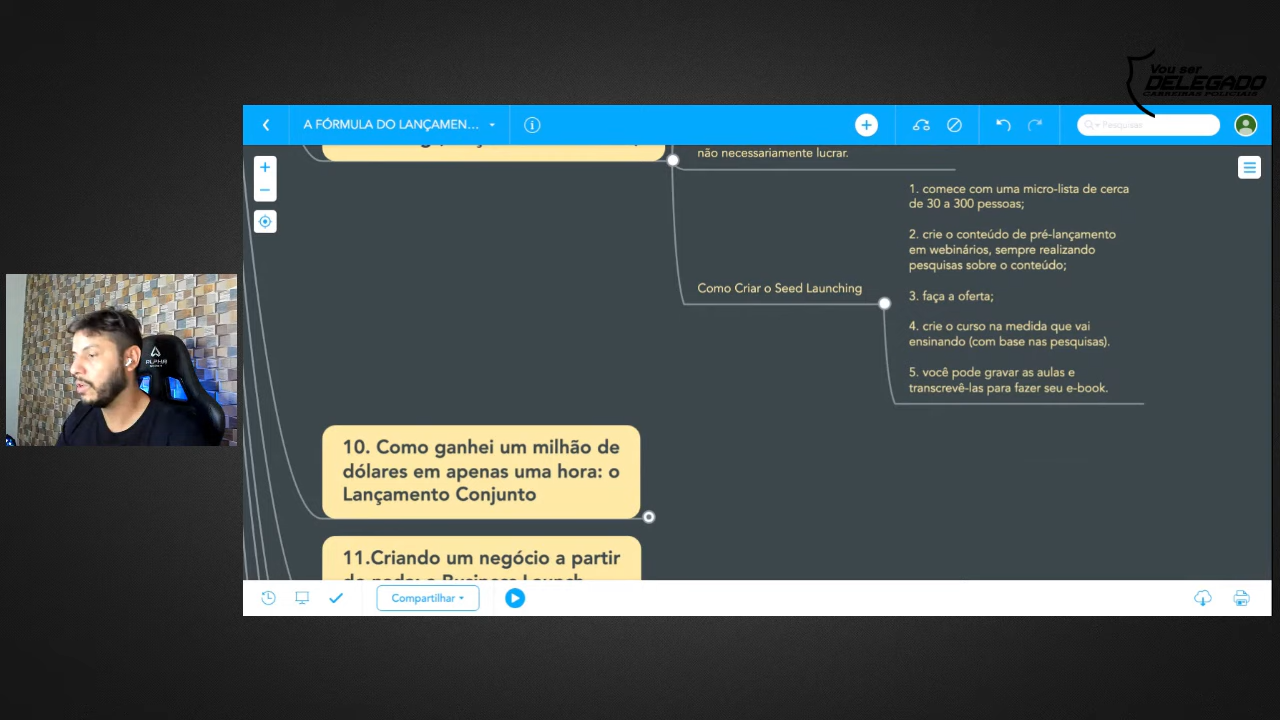 Vou ser
DELEGADO
CARREIRAS POLICIAIS
A FÓRMULA DO LANÇAMEN...
Pesquisar
não necessariamente lucrar.
1. comece com uma micro-lista de cerca
de 30 a 300 pessoas;
2. crie o conteúdo de pré-lançamento
em webinários, sempre realizando
pesquisas sobre o conteúdo;
Como Criar o Seed Launching
3. faça a oferta;
4. crie o curso na medida que vai
ensinando (com base nas pesquisas).
5. você pode gravar as aulas e
transcrevê-las para fazer seu e-book.
ALPHA
10. Como ganhei um milhão de
dólares em apenas uma hora: o
Lançamento Conjunto
11.Criando um negócio a partir
Compartilhar